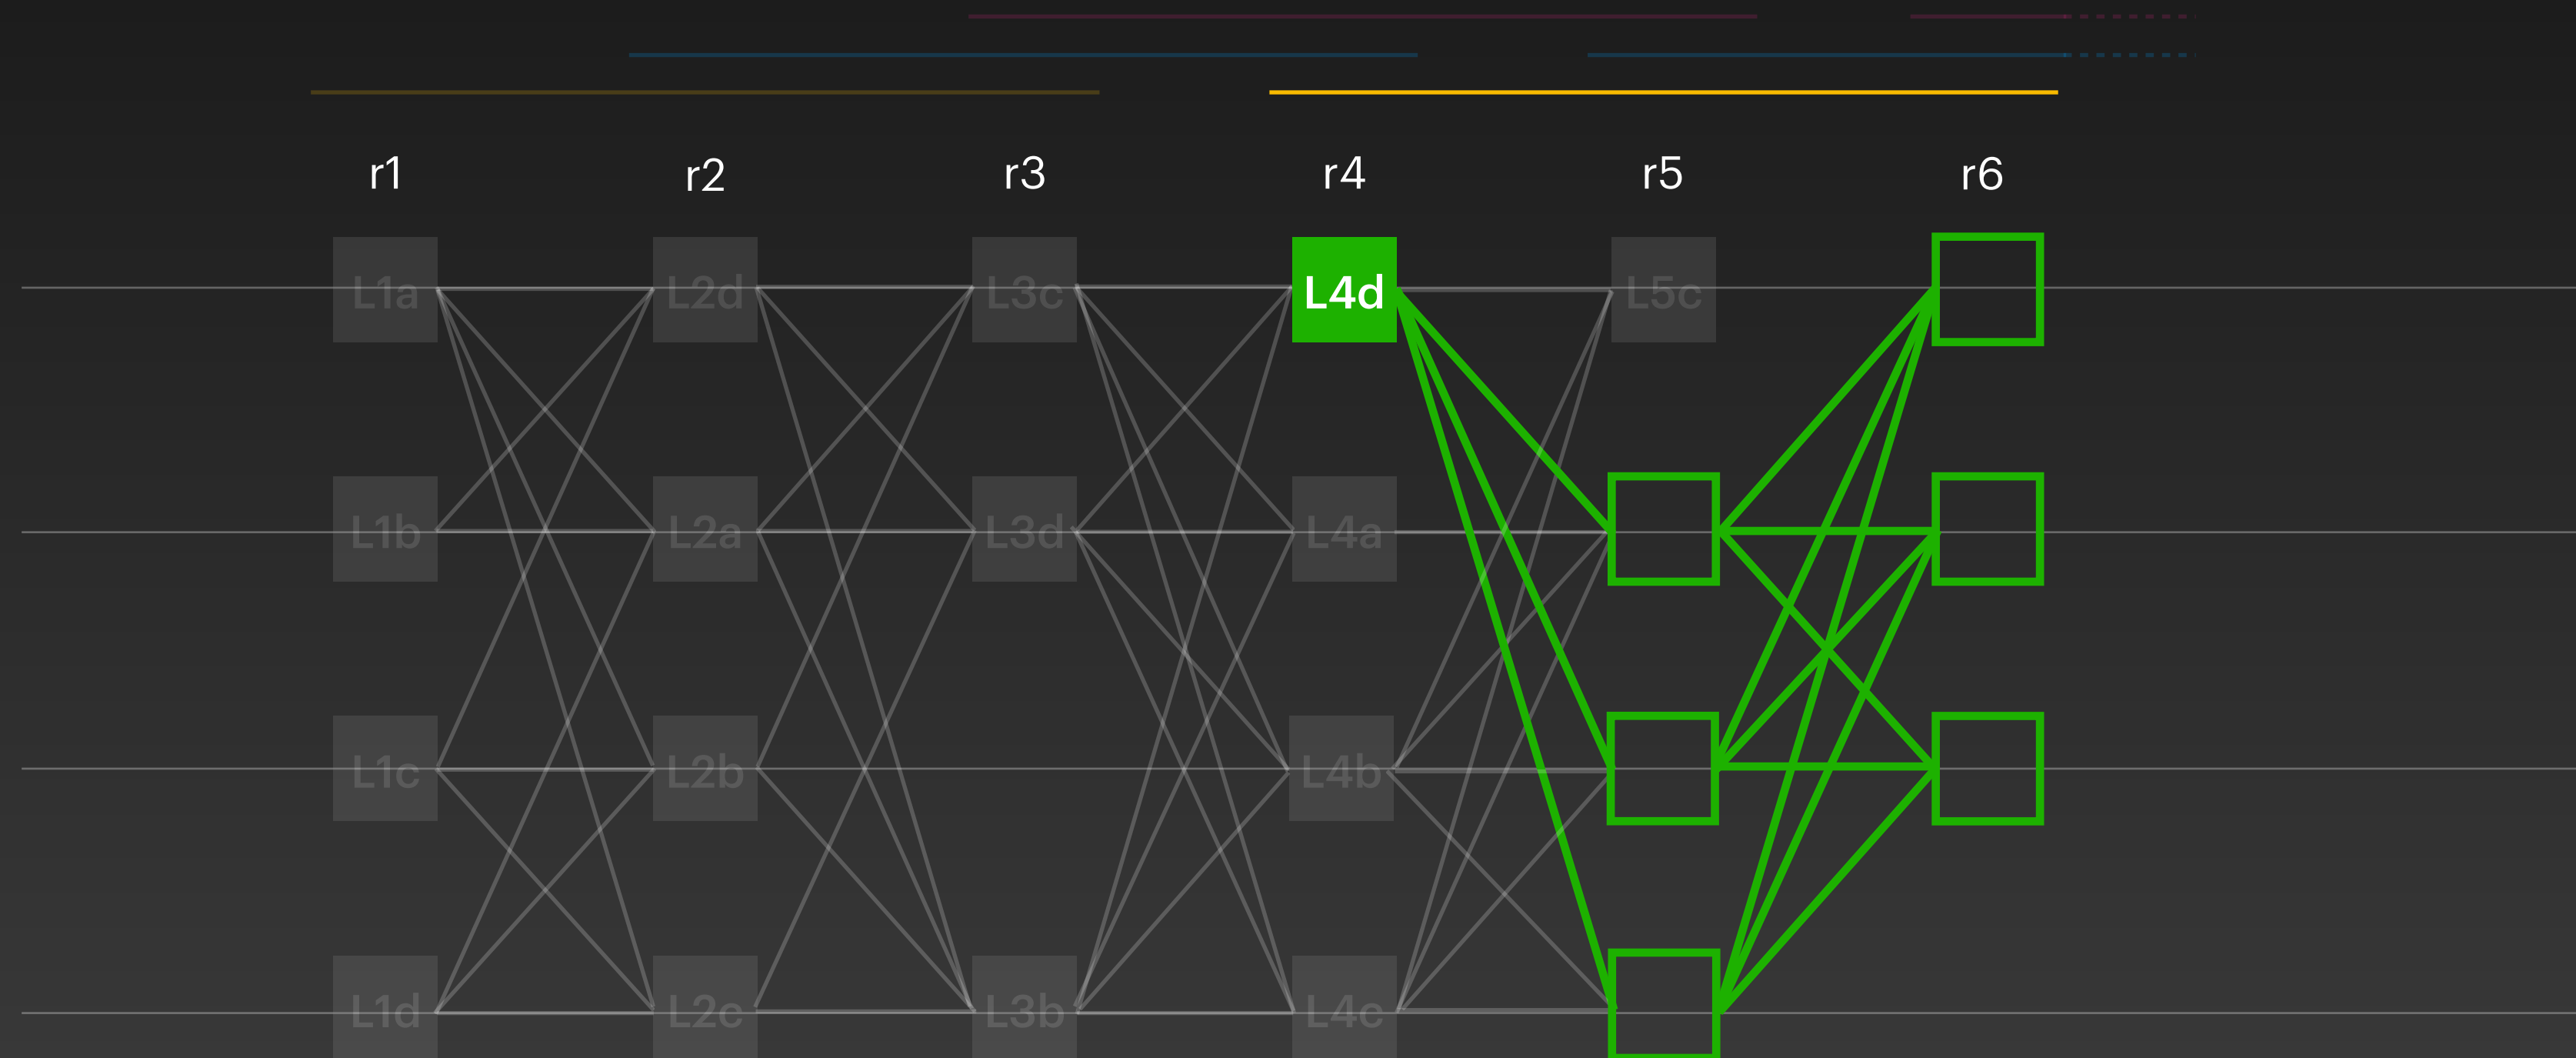 r1 r2 r3 r4 r5 r6
L1a L2d L3c L4d L5c
L1b L2a L3d L4a
L1c L2b L4b
L1d L2c L3b L4c